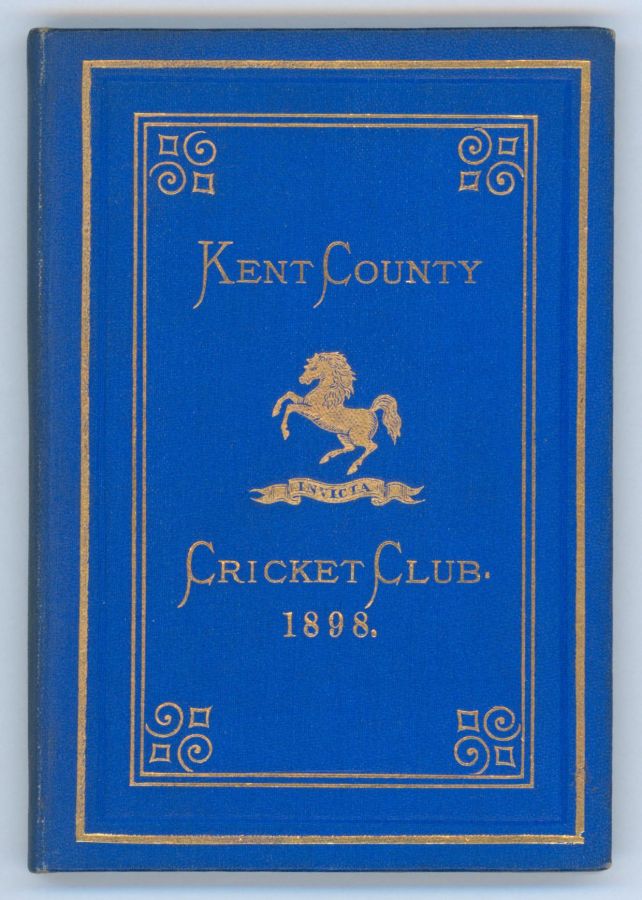 KENT COUNTY
INVICTA
CRICKET CLUB.
1898.